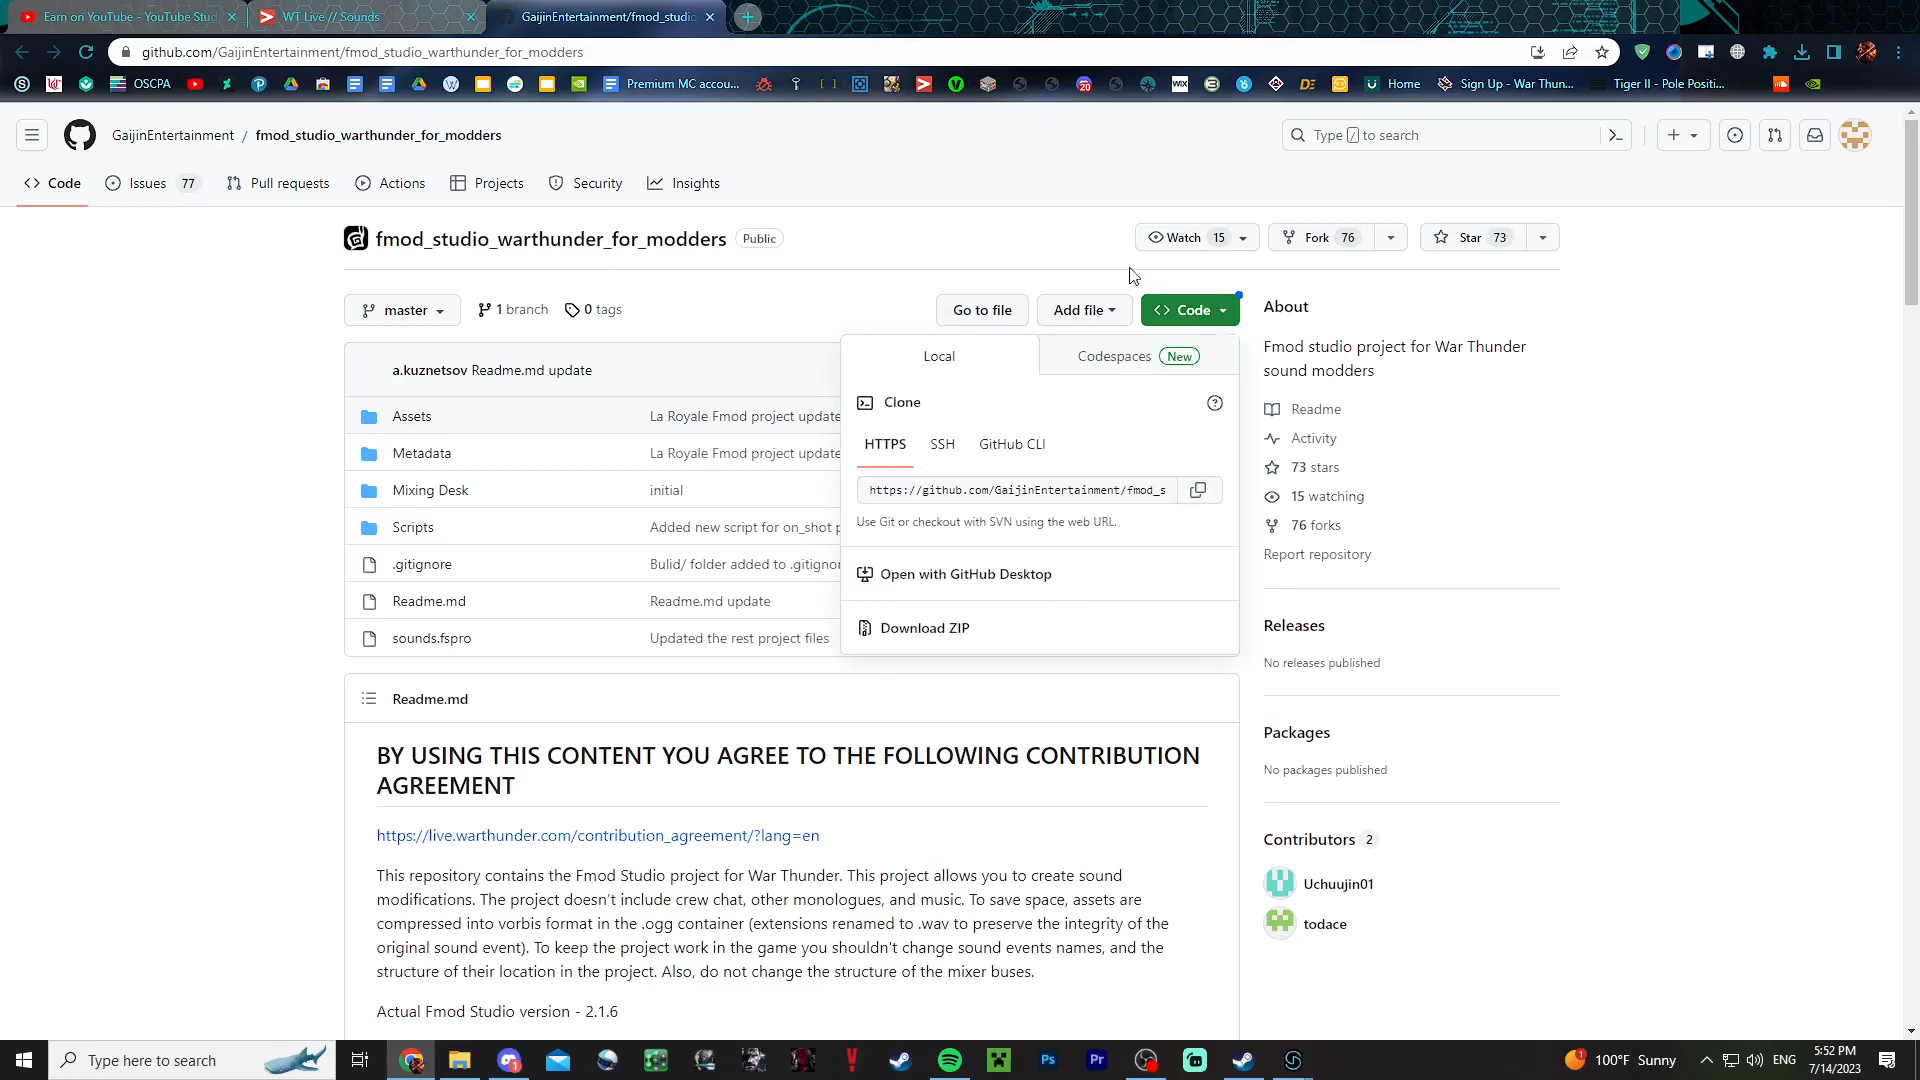 Earn on YouTube - YouTube Stud
WT Live // Sounds
GaijinEntertainment/fmod_studio
github.com/GaijinEntertainment/fmod_studio_warthunder_for_modders
OSCPA
Premium MC accou...
20
WIX
DE
Home
Sign Up - War Thun...
Tiger II - Pole Positi...
GaijinEntertainment / fmod_studio_warthunder_for_modders
Type / to search
Code
Issues 77
Pull requests
Actions
Projects
Security
Insights
fmod_studio_warthunder_for_modders Public
Watch 15
Fork 76
Star 73
master
1 branch
0 tags
Go to file
Add file
Code
About
Fmod studio project for War Thunder
sound modders
Readme
Activity
73 stars
15 watching
76 forks
Report repository
Releases
No releases published
Packages
No packages published
Contributors 2
Uchuujin01
todace
Local
Codespaces New
Clone
HTTPS
SSH
GitHub CLI
https://github.com/GaijinEntertainment/fmod_s
Use Git or checkout with SVN using the web URL.
Open with GitHub Desktop
Download ZIP
a.kuznetsov Readme.md update
Assets La Royale Fmod project update
Metadata La Royale Fmod project update
Mixing Desk initial
Scripts Added new script for on_shot p
.gitignore Bulid/ folder added to .gitignor
Readme.md Readme.md update
sounds.fspro Updated the rest project files
Readme.md
BY USING THIS CONTENT YOU AGREE TO THE FOLLOWING CONTRIBUTION
AGREEMENT
https://live.warthunder.com/contribution_agreement/?lang=en
This repository contains the Fmod Studio project for War Thunder. This project allows you to create sound
modifications. The project doesn't include crew chat, other monologues, and music. To save space, assets are
compressed into vorbis format in the .ogg container (extensions renamed to .wav to preserve the integrity of the
original sound event). To keep the project work in the game you shouldn't change sound events names, and the
structure of their location in the project. Also, do not change the structure of the mixer buses.
Actual Fmod Studio version - 2.1.6
Type here to search
Ps
Pr
100°F Sunny
ENG
5:52 PM
7/14/2023